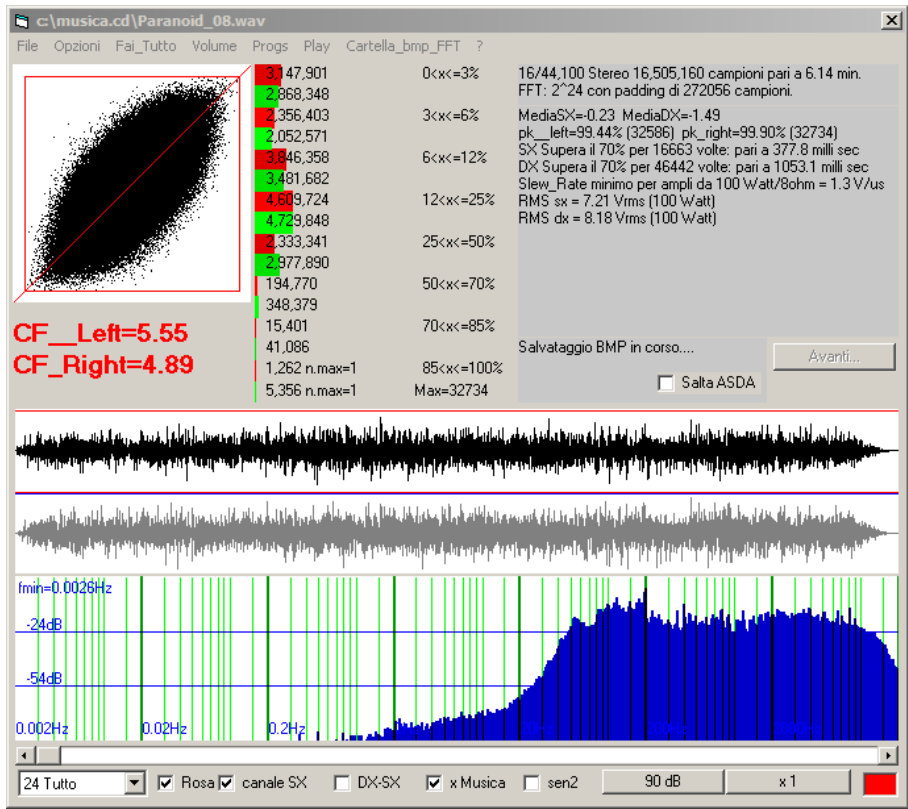 c:\musica.cd\Paranoid_08.wav
File Opzioni Fai_Tutto Volume Progs Play Cartella_bmp_FFT ?
3,147,901 0<x<=3%
2,868,348
2,356,403 3<x<=6%
2,052,571
3,846,358 6<x<=12%
3,481,682
4,609,724 12<x<=25%
4,729,848
2,333,341 25<x<=50%
2,977,890
194,770 50<x<=70%
348,379
15,401 70<x<=85%
41,086
1,262 n.max=1 85<x<=100%
5,356 n.max=1 Max=32734
CF__Left=5.55
CF_Right=4.89
16/44,100 Stereo 16,505,160 campioni pari a 6.14 min.
FFT: 2^24 con padding di 272056 campioni.
MediaSX=-0.23 MediaDX=-1.49
pk__left=99.44% (32586) pk_right=99.90% (32734)
SX Supera il 70% per 16663 volte: pari a 377.8 milli sec
DX Supera il 70% per 46442 volte: pari a 1053.1 milli sec
Slew_Rate minimo per ampli da 100 Watt/8ohm = 1.3 V/us
RMS sx = 7.21 Vrms (100 Watt)
RMS dx = 8.18 Vrms (100 Watt)
Salvataggio BMP in corso....
Avanti...
Salta ASDA
fmin=0.0026Hz
-24dB
-54dB
0.002Hz 0.02Hz 0.2Hz
24 Tutto Rosa canale SX DX-SX x Musica sen2 90 dB x 1